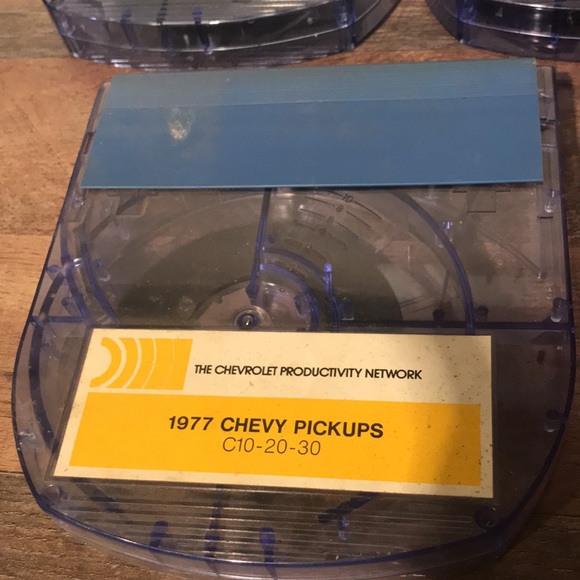 THE CHEVROLET PRODUCTIVITY NETWORK
1977 CHEVY PICKUPS
C10-20-30